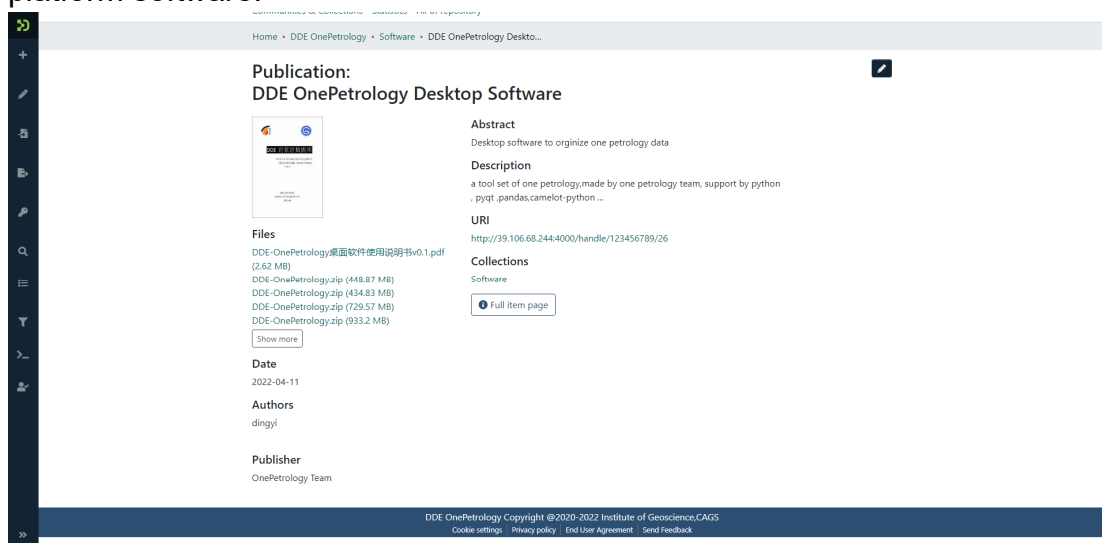 Home • DDE OnePetrology • Software • DDE OnePetrology Deskto...
Publication:
DDE OnePetrology Desktop Software
Abstract
Desktop software to orginize one petrology data
Description
a tool set of one petrology,made by one petrology team, support by python
, pyqt ,pandas,camelot-python ...
URI
http://39.106.68.244:4000/handle/123456789/26
Collections
Software
Full item page
Files
DDE-OnePetrology桌面软件使用说明书v0.1.pdf
(2.62 MB)
DDE-OnePetrology.zip (448.87 MB)
DDE-OnePetrology.zip (434.83 MB)
DDE-OnePetrology.zip (729.57 MB)
DDE-OnePetrology.zip (933.2 MB)
Show more
Date
2022-04-11
Authors
dingyi
Publisher
OnePetrology Team
DDE OnePetrology Copyright @2020-2022 Institute of Geoscience,CAGS
Cookie settings Privacy policy End User Agreement Send Feedback